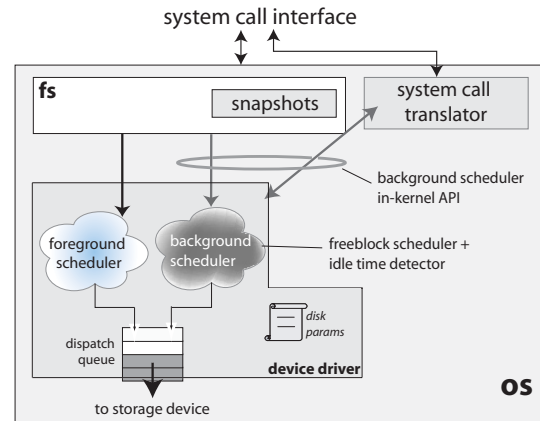 system call interface
fs
snapshots
system call
translator
background scheduler
in-kernel API
foreground
scheduler
background
scheduler
freeblock scheduler +
idle time detector
disk
params
dispatch
queue
device driver
os
to storage device